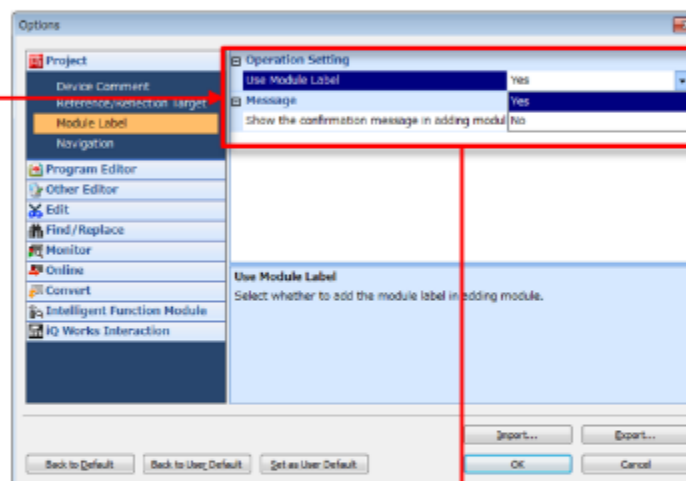 Options
Project
Device Comment
Reference/Reflection Target
Module Label
Navigation
Program Editor
Other Editor
Edit
Find/Replace
Monitor
Online
Convert
Intelligent Function Module
iQ Works Interaction
Operation Setting
Use Module Label Yes
Message Yes
Show the confirmation message in adding modul No
Use Module Label
Select whether to add the module label in adding module.
Import... Export...
Back to Default Back to User Default Set as User Default OK Cancel